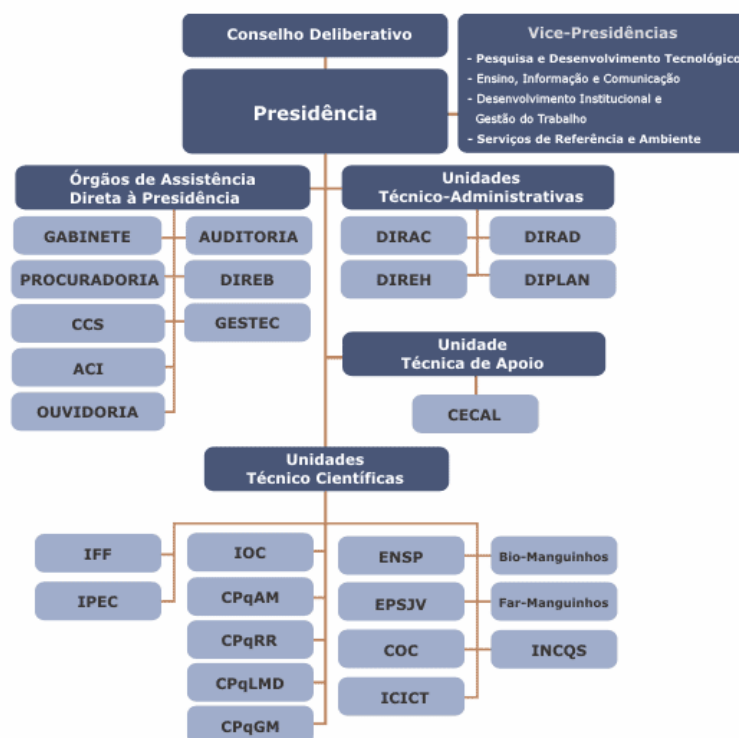 Conselho Deliberativo
Presidência
Vice-Presidências
- Pesquisa e Desenvolvimento Tecnológico
- Ensino, Informação e Comunicação
- Desenvolvimento Institucional e
Gestão do Trabalho
- Serviços de Referência e Ambiente
Órgãos de Assistência
Direta à Presidência
GABINETE
AUDITORIA
PROCURADORIA
DIREB
CCS
GESTEC
ACI
OUVIDORIA
Unidades
Técnico-Administrativas
DIRAC
DIRAD
DIREH
DIPLAN
Unidade
Técnica de Apoio
CECAL
Unidades
Técnico Científicas
IFF
IPEC
IOC
CPqAM
CPqRR
CPqLMD
CPqGM
ENSP
EPSJV
COC
ICICT
Bio-Manguinhos
Far-Manguinhos
INCQS